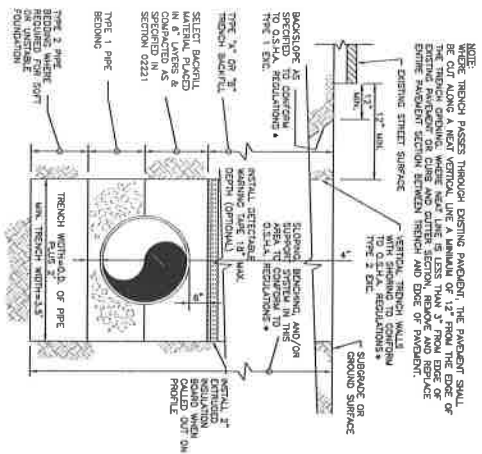 NOTE:
WHERE TRENCH PASSES THROUGH EXISTING PAVEMENT, THE PAVEMENT SHALL
BE CUT ALONG A NEAT VERTICAL LINE A MINIMUM OF 12" FROM THE EDGE OF
THE TRENCH OPENING. WHERE NEAT LINE IS LESS THAN 3' FROM EDGE OF
EXISTING PAVEMENT OR CURB AND GUTTER SECTION, REMOVE AND REPLACE
ENTIRE PAVEMENT SECTION BETWEEN TRENCH AND EDGE OF PAVEMENT.
EXISTING STREET SURFACE
12"
MIN.
12" MIN.
VERTICAL TRENCH WALLS
WITH SHORING TO CONFORM
TO O.S.H.A. REGULATIONS *
TYPE 2 EXC.
4"
SUBGRADE OR
GROUND SURFACE
BACKSLOPE AS
SPECIFIED TO CONFORM
TO O.S.H.A. REGULATIONS *
TYPE 1 EXC.
SLOPING, BENCHING, AND/OR
SUPPORT SYSTEM IN THIS
AREA TO CONFORM TO
O.S.H.A. REGULATIONS *
TYPE "A" OR "B"
TRENCH BACKFILL
INSTALL DETECTABLE
WARNING TAPE 18" MAX.
DEPTH (OPTIONAL)
SELECT BACKFILL
MATERIAL PLACED
IN 8" LAYERS &
COMPACTED AS
SPECIFIED IN
SECTION 02221
6"
INSTALL 2"
EXTRUDED
INSULATION
BOARD WHEN
CALLED OUT ON
PROFILE
TYPE 1 PIPE
BEDDING
TRENCH WIDTH=O.D. OF PIPE
PLUS 2'
MIN. TRENCH WIDTH=3.5'
TYPE 2 PIPE
BEDDING WHERE
REQUIRED FOR SOFT
OR UNSTABLE
FOUNDATION